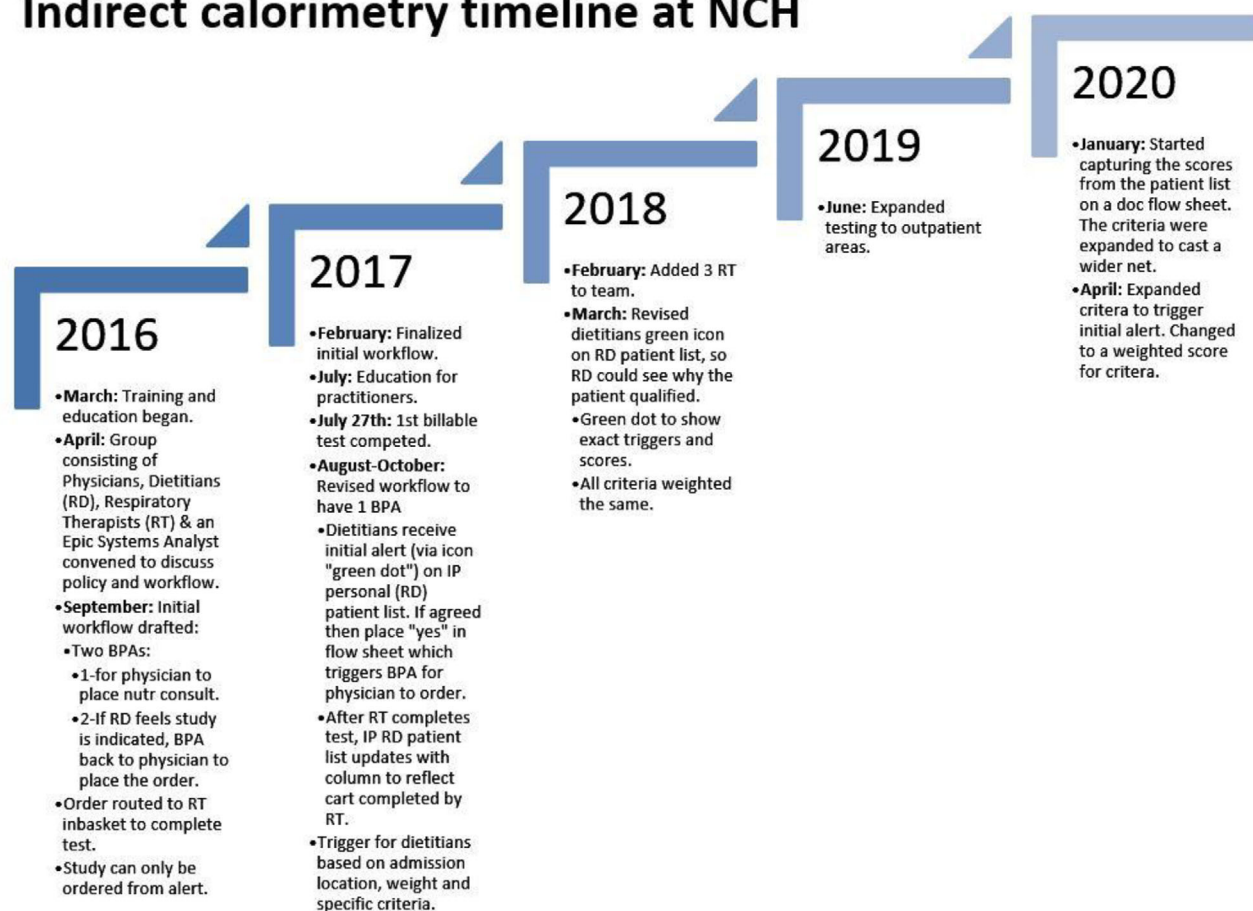 Indirect calorimetry timeline at NCH
2016
•March: Training and
education began.
•April: Group
consisting of
Physicians, Dietitians
(RD), Respiratory
Therapists (RT) & an
Epic Systems Analyst
convened to discuss
policy and workflow.
•September: Initial
workflow drafted:
•Two BPAs:
•1-for physician to
place nutr consult.
•2-If RD feels study
is indicated, BPA
back to physician to
place the order.
•Order routed to RT
inbasket to complete
test.
•Study can only be
ordered from alert.
2017
•February: Finalized
initial workflow.
•July: Education for
practitioners.
•July 27th: 1st billable
test competed.
•August-October:
Revised workflow to
have 1 BPA
•Dietitians receive
initial alert (via icon
"green dot") on IP
personal (RD)
patient list. If agreed
then place "yes" in
flow sheet which
triggers BPA for
physician to order.
•After RT completes
test, IP RD patient
list updates with
column to reflect
cart completed by
RT.
•Trigger for dietitians
based on admission
location, weight and
specific criteria.
2018
•February: Added 3 RT
to team.
•March: Revised
dietitians green icon
on RD patient list, so
RD could see why the
patient qualified.
•Green dot to show
exact triggers and
scores.
•All criteria weighted
the same.
2019
•June: Expanded
testing to outpatient
areas.
2020
•January: Started
capturing the scores
from the patient list
on a doc flow sheet.
The criteria were
expanded to cast a
wider net.
•April: Expanded
critera to trigger
initial alert. Changed
to a weighted score
for critera.